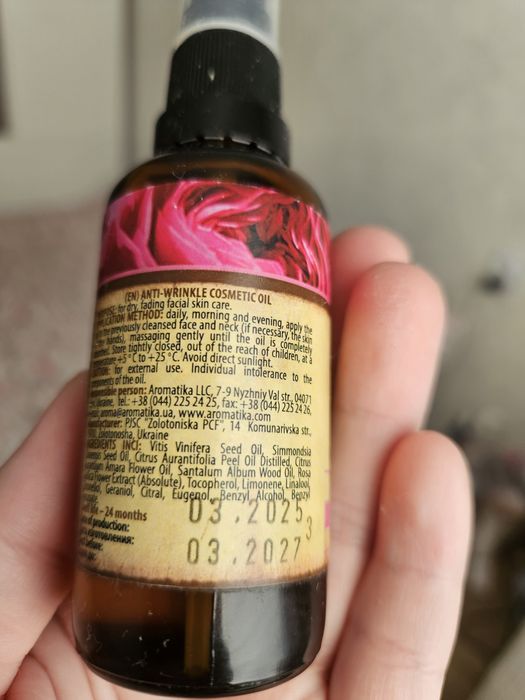 (EN) ANTI-WRINKLE COSMETIC OIL
for dry, fading facial skin care.
METHOD: daily, morning and evening, apply the
the previously cleansed face and neck (if necessary, the skin
hands), massaging gently until the oil is completely
Store tightly closed, out of the reach of children, at a
+5 °C to +25 °C. Avoid direct sunlight.
for external use. Individual intolerance to the
of the oil.
person: Aromatika LLC, 7-9 Nyzhniy Val str. 04071
tel.: +38 (044) 225 24 25, fax: +38 (044) 225 24 26,
aroma@aromatika.ua, www.aromatika.com
PJSC "Zolotoniska PCF", 14 Komunarivska str.,
Zolotonosha, Ukraine
INCI: Vitis Vinifera Seed Oil, Simmondsia
Seed Oil, Citrus Aurantifolia Peel Oil Distilled, Citrus
Amara Flower Oil, Santalum Album Wood Oil, Rosa
Flower Extract (Absolute), Tocopherol, Limonene, Linalool,
Geraniol, Citral, Eugenol, Benzyl Alcohol, Benzyl
– 24 months
03.2025
of production:
3
03.2027